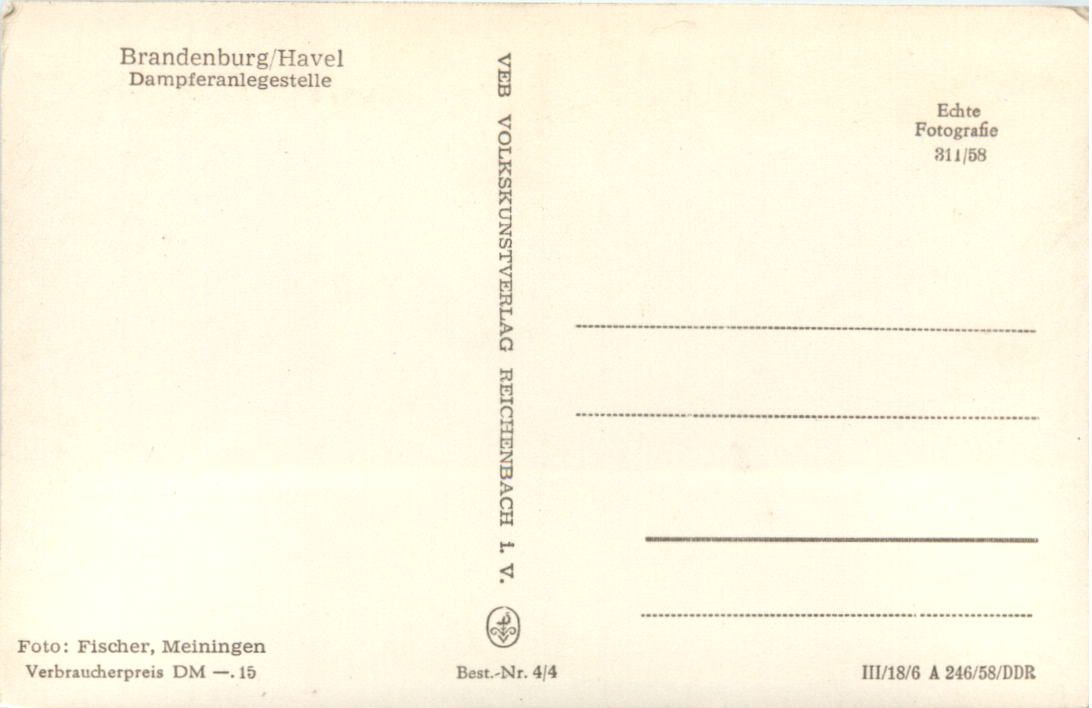 Brandenburg/Havel
Dampferanlegestelle
VEB VOLKSKUNSTVERLAG REICHENBACH i. V.
Echte
Fotografie
311/58
Foto: Fischer, Meiningen
Verbraucherpreis DM —.15
Best.-Nr. 4/4
III/18/6 A 246/58/DDR